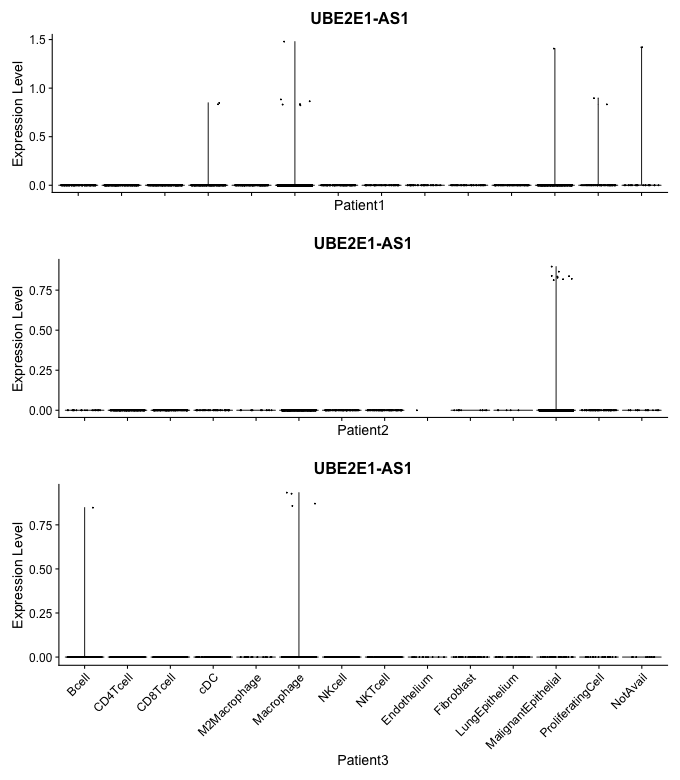 UBE2E1-AS1
Expression Level
1.5
1.0
0.5
0.0
Patient1
UBE2E1-AS1
Expression Level
0.75
0.50
0.25
0.00
Patient2
UBE2E1-AS1
Expression Level
0.75
0.50
0.25
0.00
Bcell
CD4Tcell
CD8Tcell
cDC
M2Macrophage
Macrophage
NKcell
NKTcell
Endothelium
Fibroblast
LungEpithelium
MalignantEpithelial
ProliferatingCell
NotAvail
Patient3